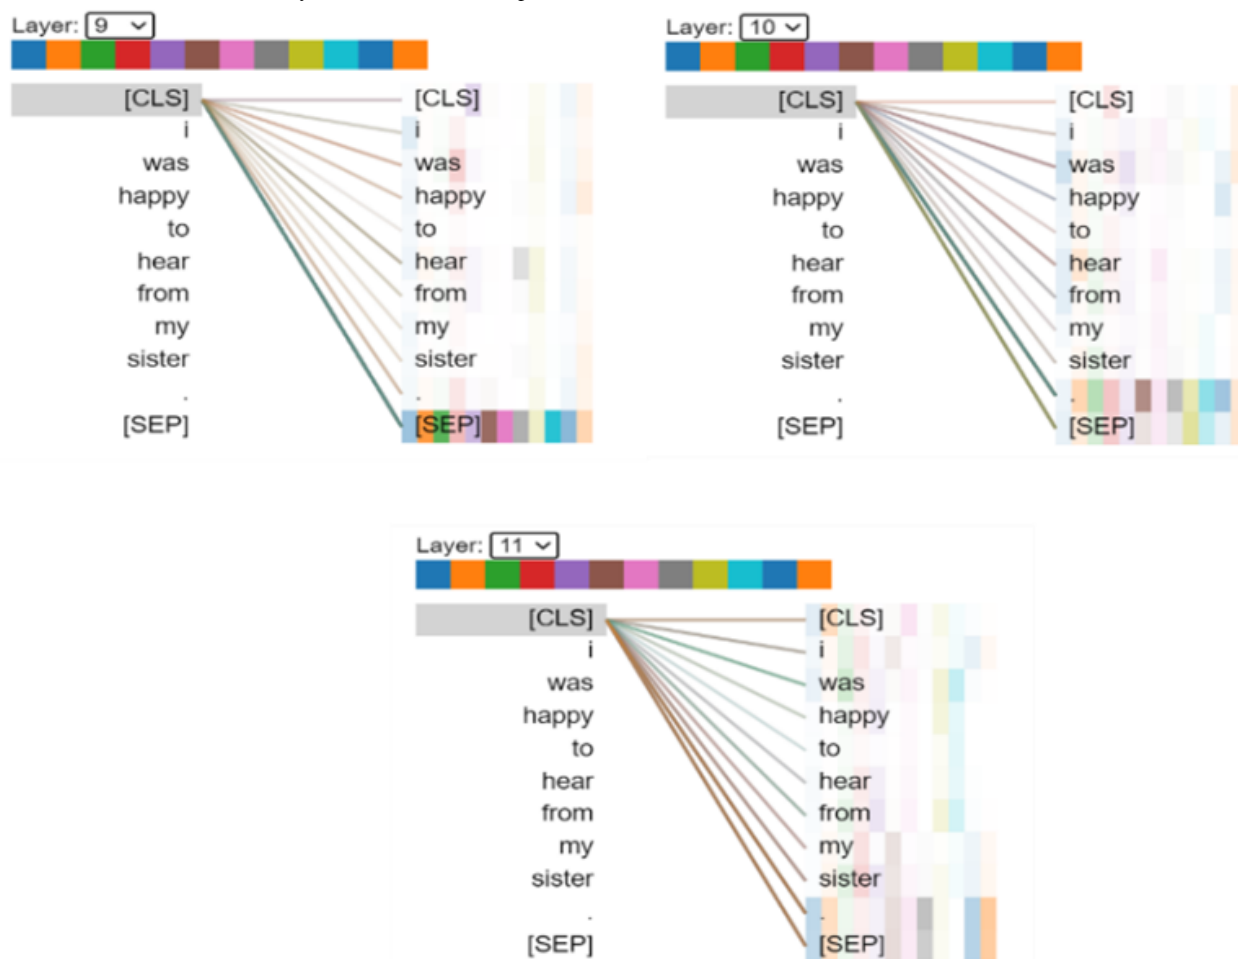 Layer: 9
[CLS] [CLS]
i i
was was
happy happy
to to
hear hear
from from
my my
sister sister
. .
[SEP] [SEP]
Layer: 10
[CLS] [CLS]
i i
was was
happy happy
to to
hear hear
from from
my my
sister sister
. .
[SEP] [SEP]
Layer: 11
[CLS] [CLS]
i i
was was
happy happy
to to
hear hear
from from
my my
sister sister
. .
[SEP] [SEP]